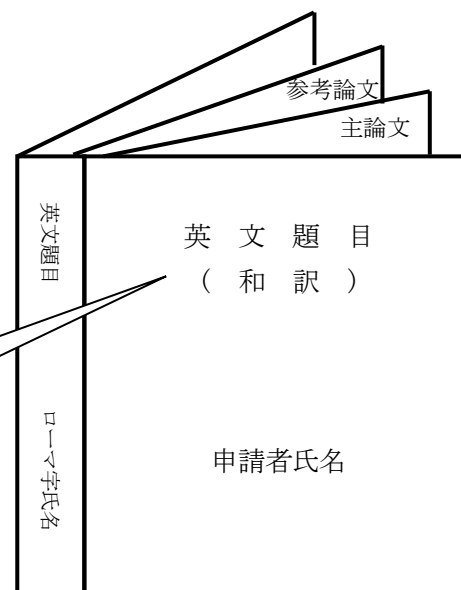 参考論文
主論文
英文題目
ローマ字氏名
英 文 題 目
( 和 訳 )
申請者氏名